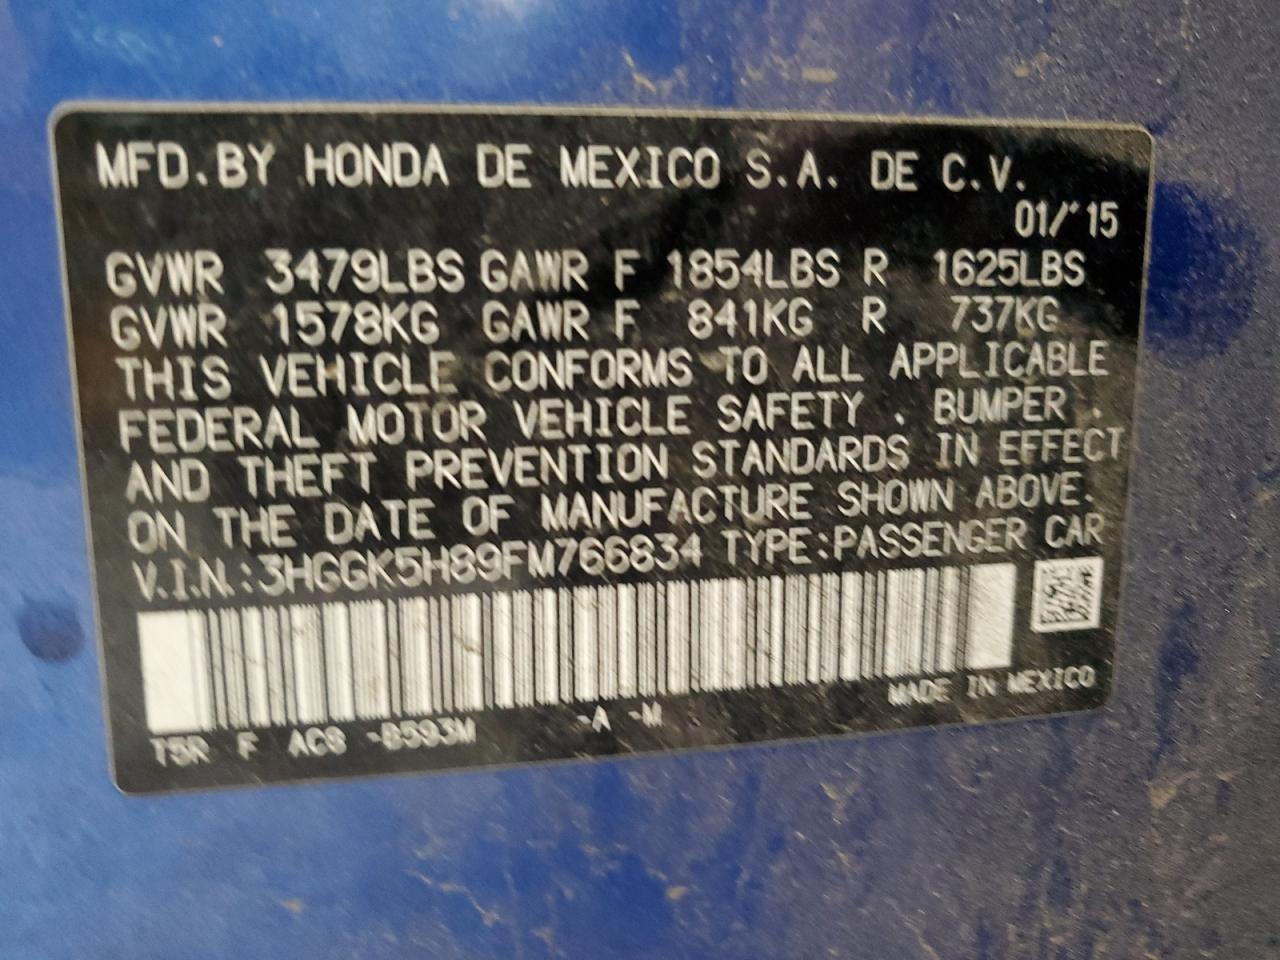 MFD. BY HONDA DE MEXICO S.A. DE C.V.
01/'15
GVWR 3479LBS GAWR F 1854LBS R 1625LBS
GVWR 1578KG GAWR F 841KG R 737KG
THIS VEHICLE CONFORMS TO ALL APPLICABLE
FEDERAL MOTOR VEHICLE SAFETY , BUMPER ,
AND THEFT PREVENTION STANDARDS IN EFFECT
ON THE DATE OF MANUFACTURE SHOWN ABOVE.
V.I.N.:3HGGK5H89FM766834 TYPE:PASSENGER CAR
MADE IN MEXICO
T5R F ACS -B593M -A -M